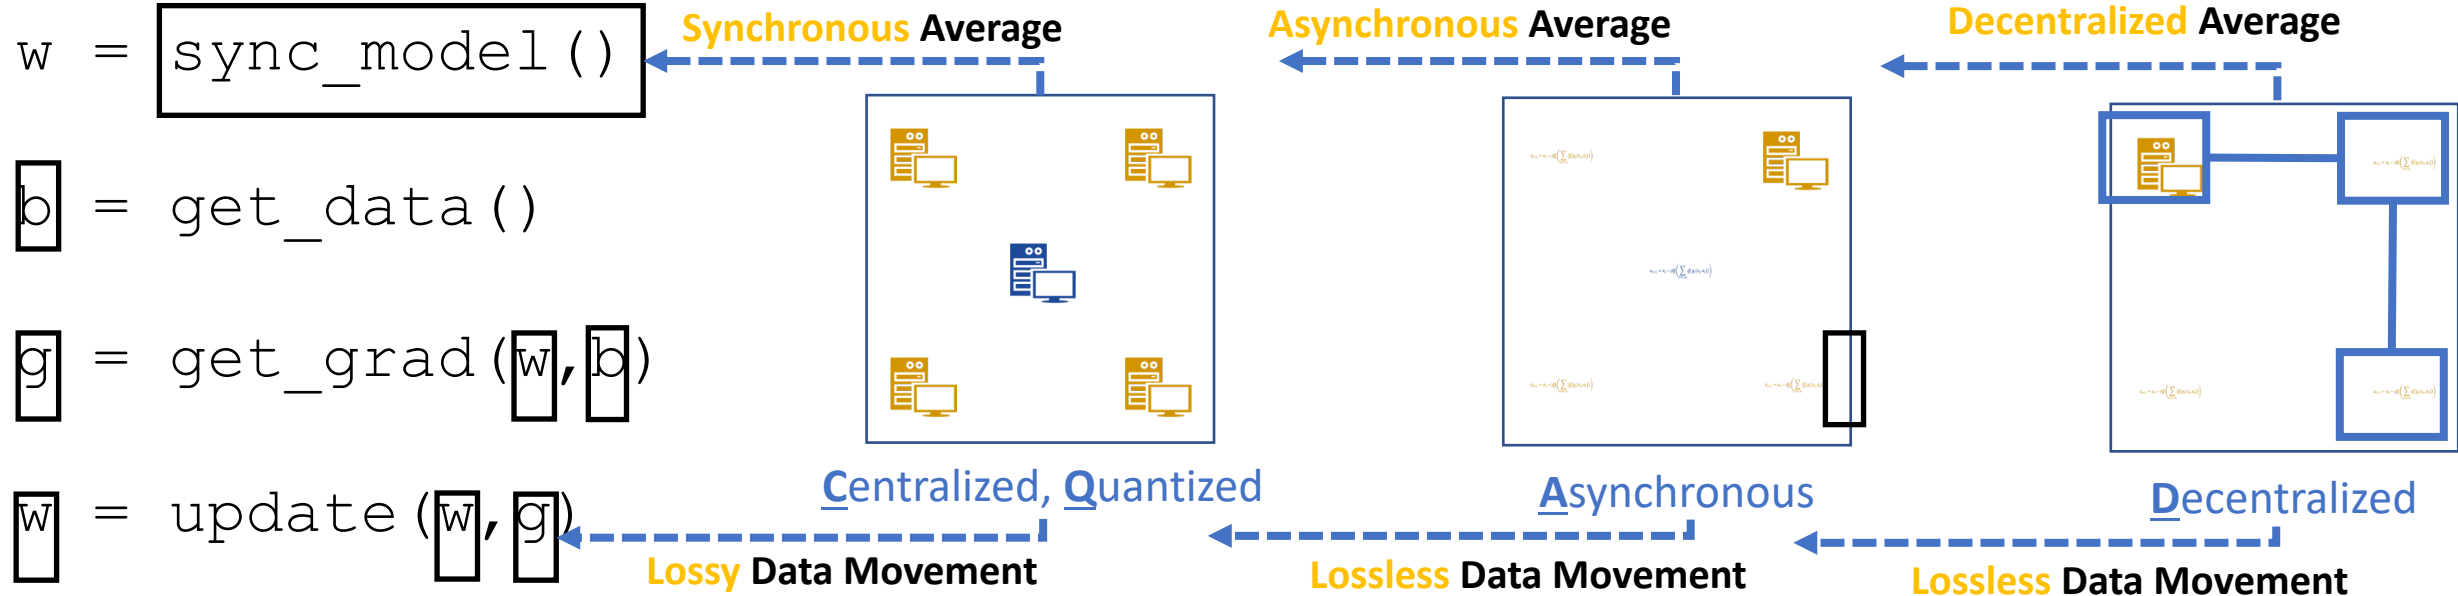 w = sync_model()
b = get_data()
g = get_grad(w,b)
w = update(w,g)
Synchronous Average
Centralized, Quantized
Lossy Data Movement
Asynchronous Average
Asynchronous
Lossless Data Movement
Decentralized Average
Decentralized
Lossless Data Movement